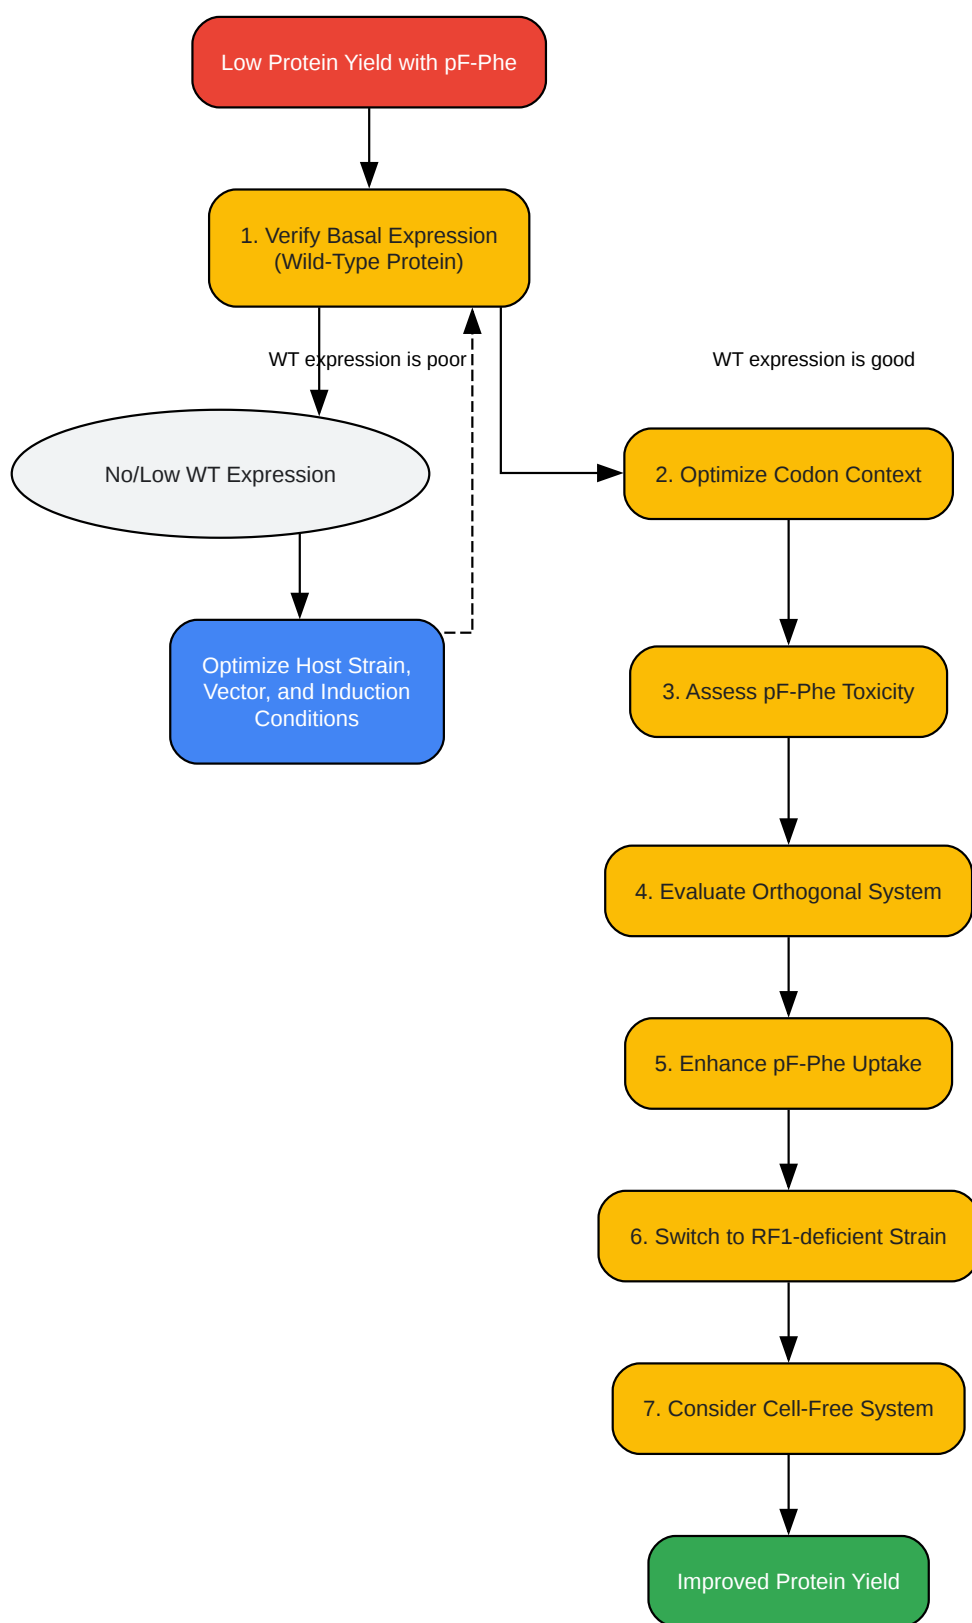 Low Protein Yield with pF-Phe
1. Verify Basal Expression
(Wild-Type Protein)
WT expression is poor
WT expression is good
No/Low WT Expression
2. Optimize Codon Context
Optimize Host Strain,
Vector, and Induction
Conditions
3. Assess pF-Phe Toxicity
4. Evaluate Orthogonal System
5. Enhance pF-Phe Uptake
6. Switch to RF1-deficient Strain
7. Consider Cell-Free System
Improved Protein Yield